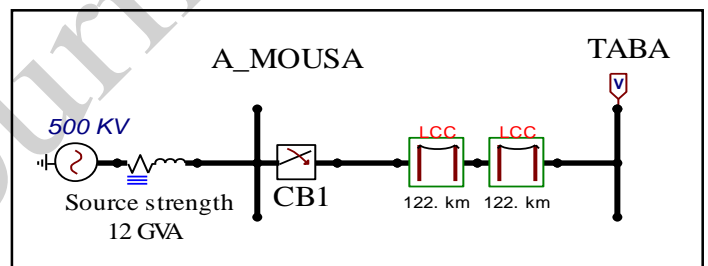 TABA
A_MOUSA
V
500 KV
LCC LCC
Source strength
12 GVA
CB1
122. km 122. km